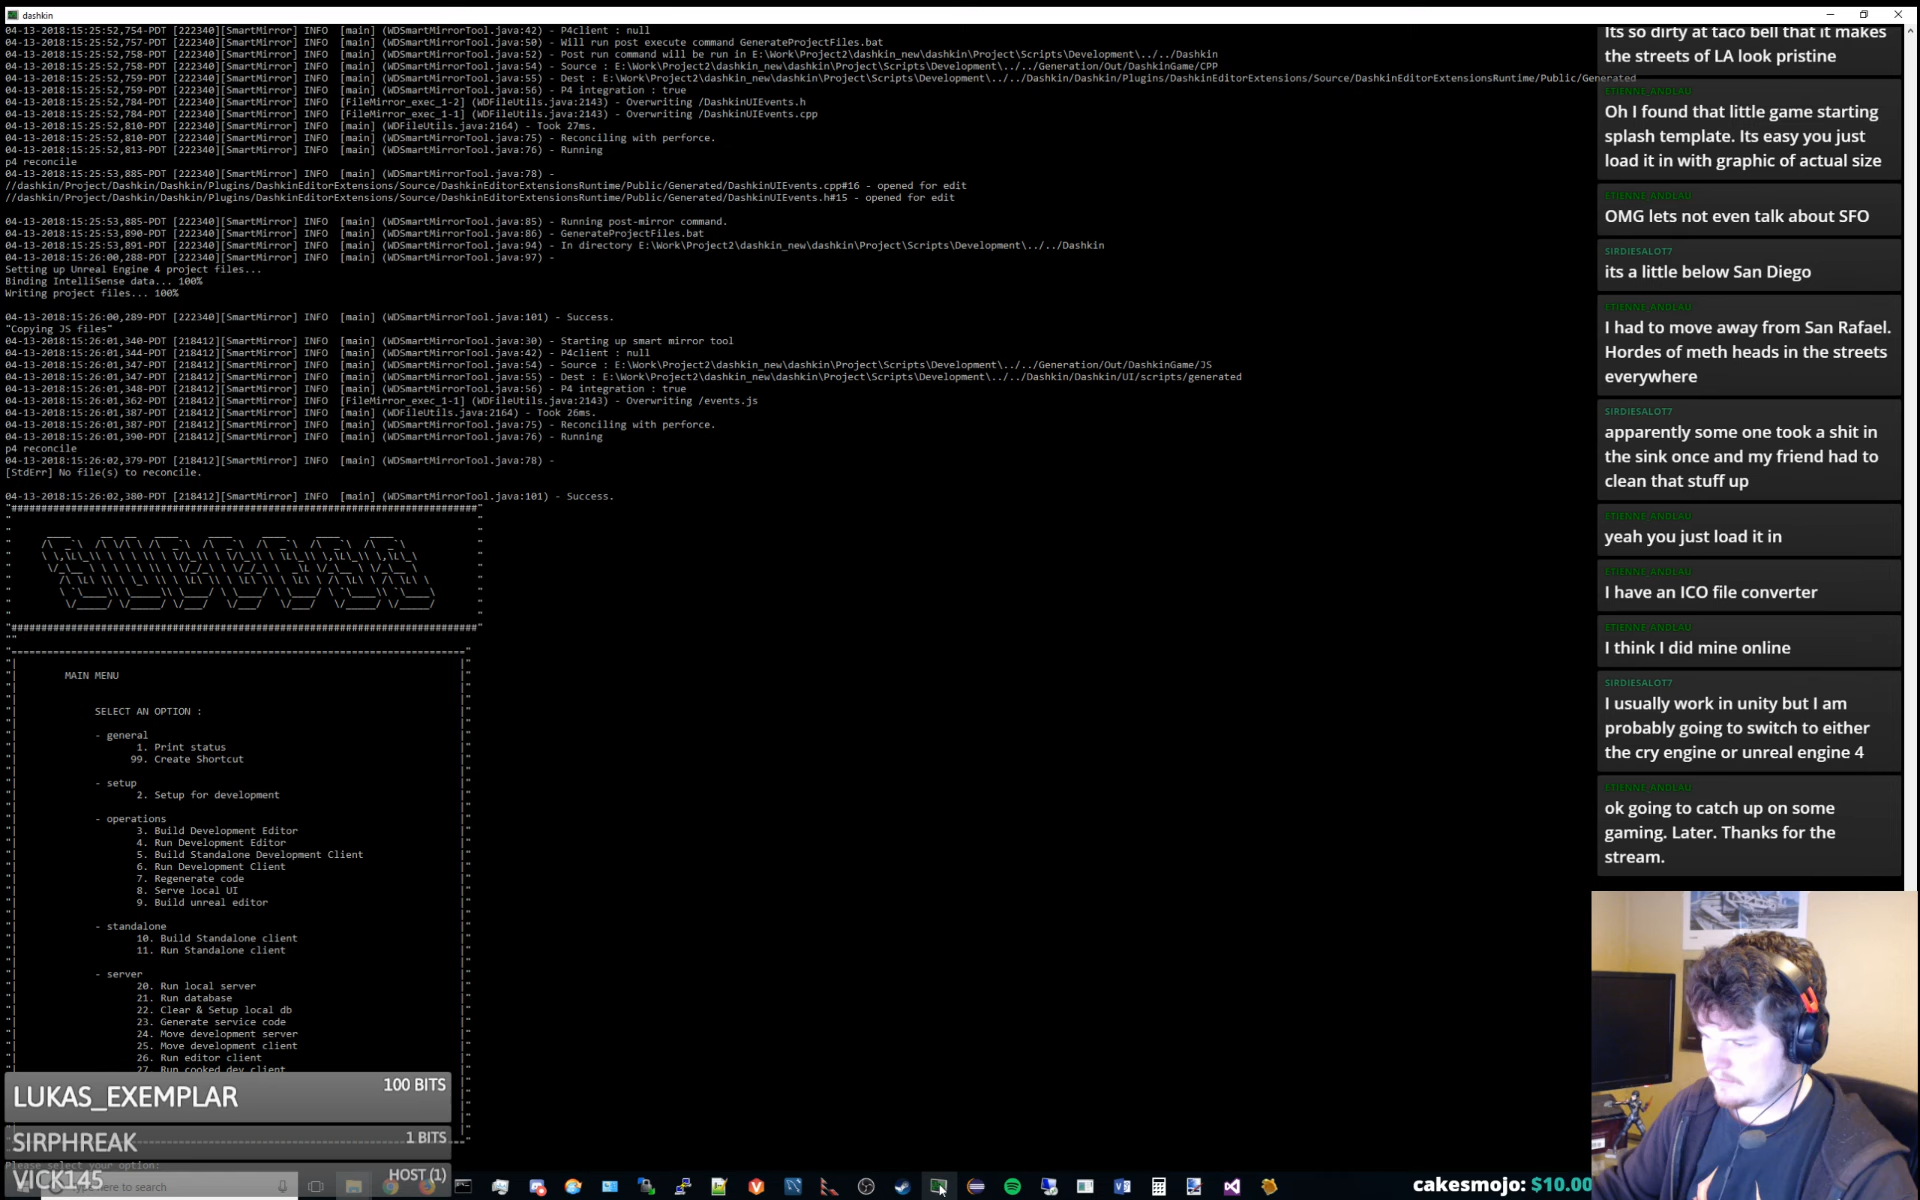 dashkin
04-13-2018:15:25:52,754-PDT [222340][SmartMirror] INFO  [main] (WDSmartMirrorTool.java:42) - P4client : null
04-13-2018:15:25:52,757-PDT [222340][SmartMirror] INFO  [main] (WDSmartMirrorTool.java:50) - Will run post execute command GenerateProjectFiles.bat
04-13-2018:15:25:52,757-PDT [222340][SmartMirror] INFO  [main] (WDSmartMirrorTool.java:52) - Post run command will be run in E:\Work\Project2\dashkin_new\dashkin\Project\Scripts\Development\../../Dashkin
04-13-2018:15:25:52,758-PDT [222340][SmartMirror] INFO  [main] (WDSmartMirrorTool.java:54) - Source : E:\Work\Project2\dashkin_new\dashkin\Project\Scripts\Development\../../Generation/Out/DashkinGame/CPP
04-13-2018:15:25:52,759-PDT [222340][SmartMirror] INFO  [main] (WDSmartMirrorTool.java:55) - Dest : E:\Work\Project2\dashkin_new\dashkin\Project\Scripts\Development\../../Dashkin/Dashkin/Plugins/DashkinEditorExtensions/Source/DashkinEditorExtensionsRuntime/Public/Generated
04-13-2018:15:25:52,759-PDT [222340][SmartMirror] INFO  [main] (WDSmartMirrorTool.java:56) - P4 integration : true
04-13-2018:15:25:52,784-PDT [222340][SmartMirror] INFO  [FileMirror_exec_1-2] (WDFileUtils.java:2143) - Overwriting /DashkinUIEvents.h
04-13-2018:15:25:52,784-PDT [222340][SmartMirror] INFO  [FileMirror_exec_1-1] (WDFileUtils.java:2143) - Overwriting /DashkinUIEvents.cpp
04-13-2018:15:25:52,810-PDT [222340][SmartMirror] INFO  [main] (WDFileUtils.java:2164) - Took 27ms.
04-13-2018:15:25:52,810-PDT [222340][SmartMirror] INFO  [main] (WDSmartMirrorTool.java:75) - Reconciling with perforce.
04-13-2018:15:25:52,813-PDT [222340][SmartMirror] INFO  [main] (WDSmartMirrorTool.java:76) - Running
p4 reconcile
04-13-2018:15:25:53,885-PDT [222340][SmartMirror] INFO  [main] (WDSmartMirrorTool.java:78) -
//dashkin/Project/Dashkin/Dashkin/Plugins/DashkinEditorExtensions/Source/DashkinEditorExtensionsRuntime/Public/Generated/DashkinUIEvents.cpp#16 - opened for edit
//dashkin/Project/Dashkin/Dashkin/Plugins/DashkinEditorExtensions/Source/DashkinEditorExtensionsRuntime/Public/Generated/DashkinUIEvents.h#15 - opened for edit
04-13-2018:15:25:53,885-PDT [222340][SmartMirror] INFO  [main] (WDSmartMirrorTool.java:85) - Running post-mirror command.
04-13-2018:15:25:53,890-PDT [222340][SmartMirror] INFO  [main] (WDSmartMirrorTool.java:86) - GenerateProjectFiles.bat
04-13-2018:15:25:53,891-PDT [222340][SmartMirror] INFO  [main] (WDSmartMirrorTool.java:94) - In directory E:\Work\Project2\dashkin_new\dashkin\Project\Scripts\Development\../../Dashkin
04-13-2018:15:26:00,288-PDT [222340][SmartMirror] INFO  [main] (WDSmartMirrorTool.java:97) -
Setting up Unreal Engine 4 project files...
Binding IntelliSense data... 100%
Writing project files... 100%
04-13-2018:15:26:00,289-PDT [222340][SmartMirror] INFO  [main] (WDSmartMirrorTool.java:101) - Success.
"Copying JS files"
04-13-2018:15:26:01,340-PDT [218412][SmartMirror] INFO  [main] (WDSmartMirrorTool.java:30) - Starting up smart mirror tool
04-13-2018:15:26:01,344-PDT [218412][SmartMirror] INFO  [main] (WDSmartMirrorTool.java:42) - P4client : null
04-13-2018:15:26:01,347-PDT [218412][SmartMirror] INFO  [main] (WDSmartMirrorTool.java:54) - Source : E:\Work\Project2\dashkin_new\dashkin\Project\Scripts\Development\../../Generation/Out/DashkinGame/JS
04-13-2018:15:26:01,347-PDT [218412][SmartMirror] INFO  [main] (WDSmartMirrorTool.java:55) - Dest : E:\Work\Project2\dashkin_new\dashkin\Project\Scripts\Development\../../Dashkin/Dashkin/UI/scripts/generated
04-13-2018:15:26:01,348-PDT [218412][SmartMirror] INFO  [main] (WDSmartMirrorTool.java:56) - P4 integration : true
04-13-2018:15:26:01,362-PDT [218412][SmartMirror] INFO  [FileMirror_exec_1-1] (WDFileUtils.java:2143) - Overwriting /events.js
04-13-2018:15:26:01,387-PDT [218412][SmartMirror] INFO  [main] (WDFileUtils.java:2164) - Took 26ms.
04-13-2018:15:26:01,387-PDT [218412][SmartMirror] INFO  [main] (WDSmartMirrorTool.java:75) - Reconciling with perforce.
04-13-2018:15:26:01,390-PDT [218412][SmartMirror] INFO  [main] (WDSmartMirrorTool.java:76) - Running
p4 reconcile
04-13-2018:15:26:02,379-PDT [218412][SmartMirror] INFO  [main] (WDSmartMirrorTool.java:78) -
[StdErr] No file(s) to reconcile.
04-13-2018:15:26:02,380-PDT [218412][SmartMirror] INFO  [main] (WDSmartMirrorTool.java:101) - Success.
SUCCESS
MAIN MENU
SELECT AN OPTION :
- general
1. Print status
99. Create Shortcut
- setup
2. Setup for development
- operations
3. Build Development Editor
4. Run Development Editor
5. Build Standalone Development Client
6. Run Development Client
7. Regenerate code
8. Serve local UI
9. Build unreal editor
- standalone
10. Build Standalone client
11. Run Standalone client
- server
20. Run local server
21. Run database
22. Clear & Setup local db
23. Generate service code
24. Move development server
25. Move development client
26. Run editor client
27. Run cooked dev client
Please select your option:
LUKAS_EXEMPLAR 100 BITS
SIRPHREAK 1 BITS
VICK145 HOST (1)
here to search
Its so dirty at taco bell that it makes
the streets of LA look pristine
ETIENNE_ANDLAU
Oh I found that little game starting
splash template. Its easy you just
load it in with graphic of actual size
ETIENNE_ANDLAU
OMG lets not even talk about SFO
SIRDIESALOT7
its a little below San Diego
ETIENNE_ANDLAU
I had to move away from San Rafael.
Hordes of meth heads in the streets
everywhere
SIRDIESALOT7
apparently some one took a shit in
the sink once and my friend had to
clean that stuff up
ETIENNE_ANDLAU
yeah you just load it in
ETIENNE_ANDLAU
I have an ICO file converter
ETIENNE_ANDLAU
I think I did mine online
SIRDIESALOT7
I usually work in unity but I am
probably going to switch to either
the cry engine or unreal engine 4
ETIENNE_ANDLAU
ok going to catch up on some
gaming. Later. Thanks for the
stream.
cakesmojo: $10.00